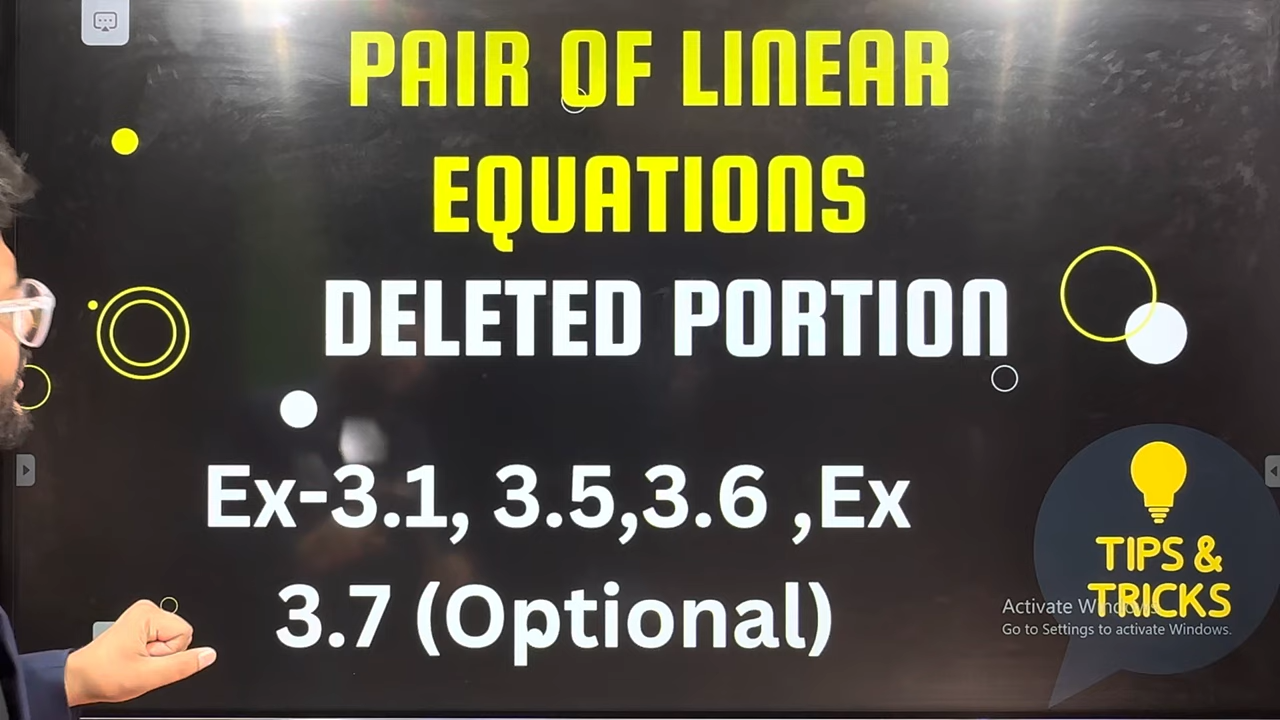 PAIR OF LINEAR
EQUATIONS
DELETED PORTION
Ex-3.1, 3.5,3.6 ,Ex
3.7 (Optional)
TIPS &
TRICKS
Activate Windows
Go to Settings to activate Windows.